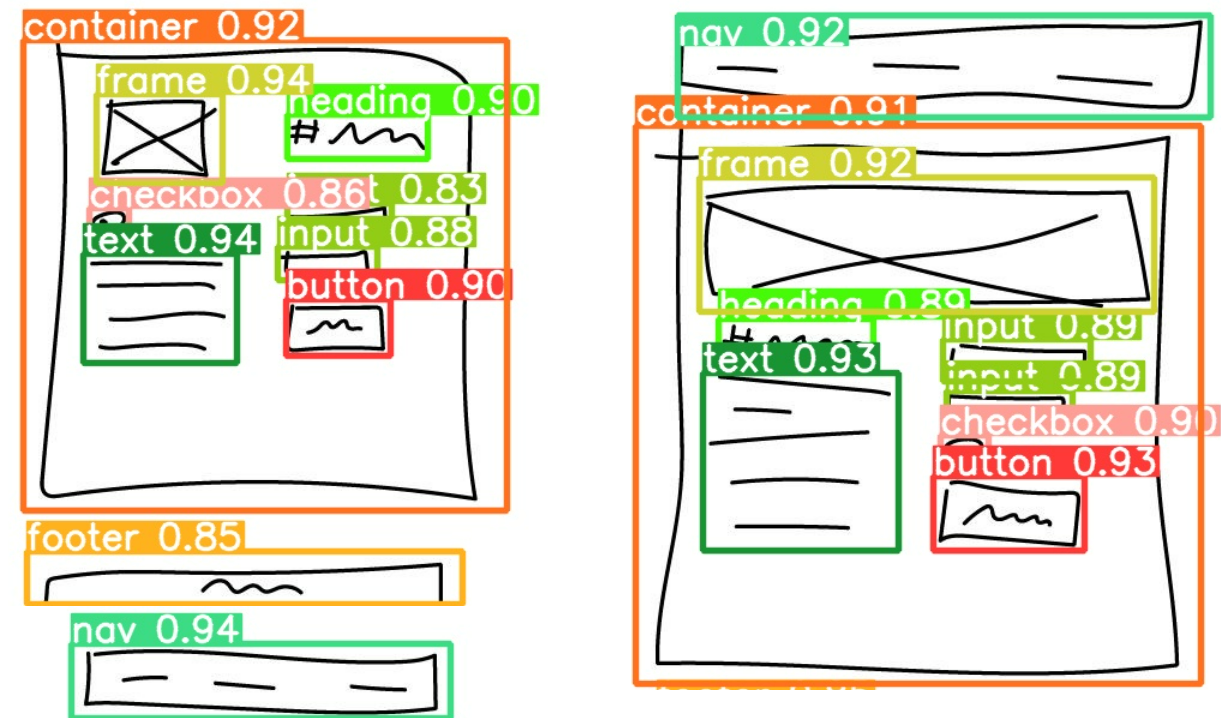 container 0.92
frame 0.94
heading 0.90
#
checkbox 0.86
t 0.83
text 0.94
input 0.88
button 0.90
footer 0.85
nav 0.94
nav 0.92
container 0.91
frame 0.92
heading 0.89
#
input 0.89
text 0.93
input 0.89
checkbox 0.90
button 0.93